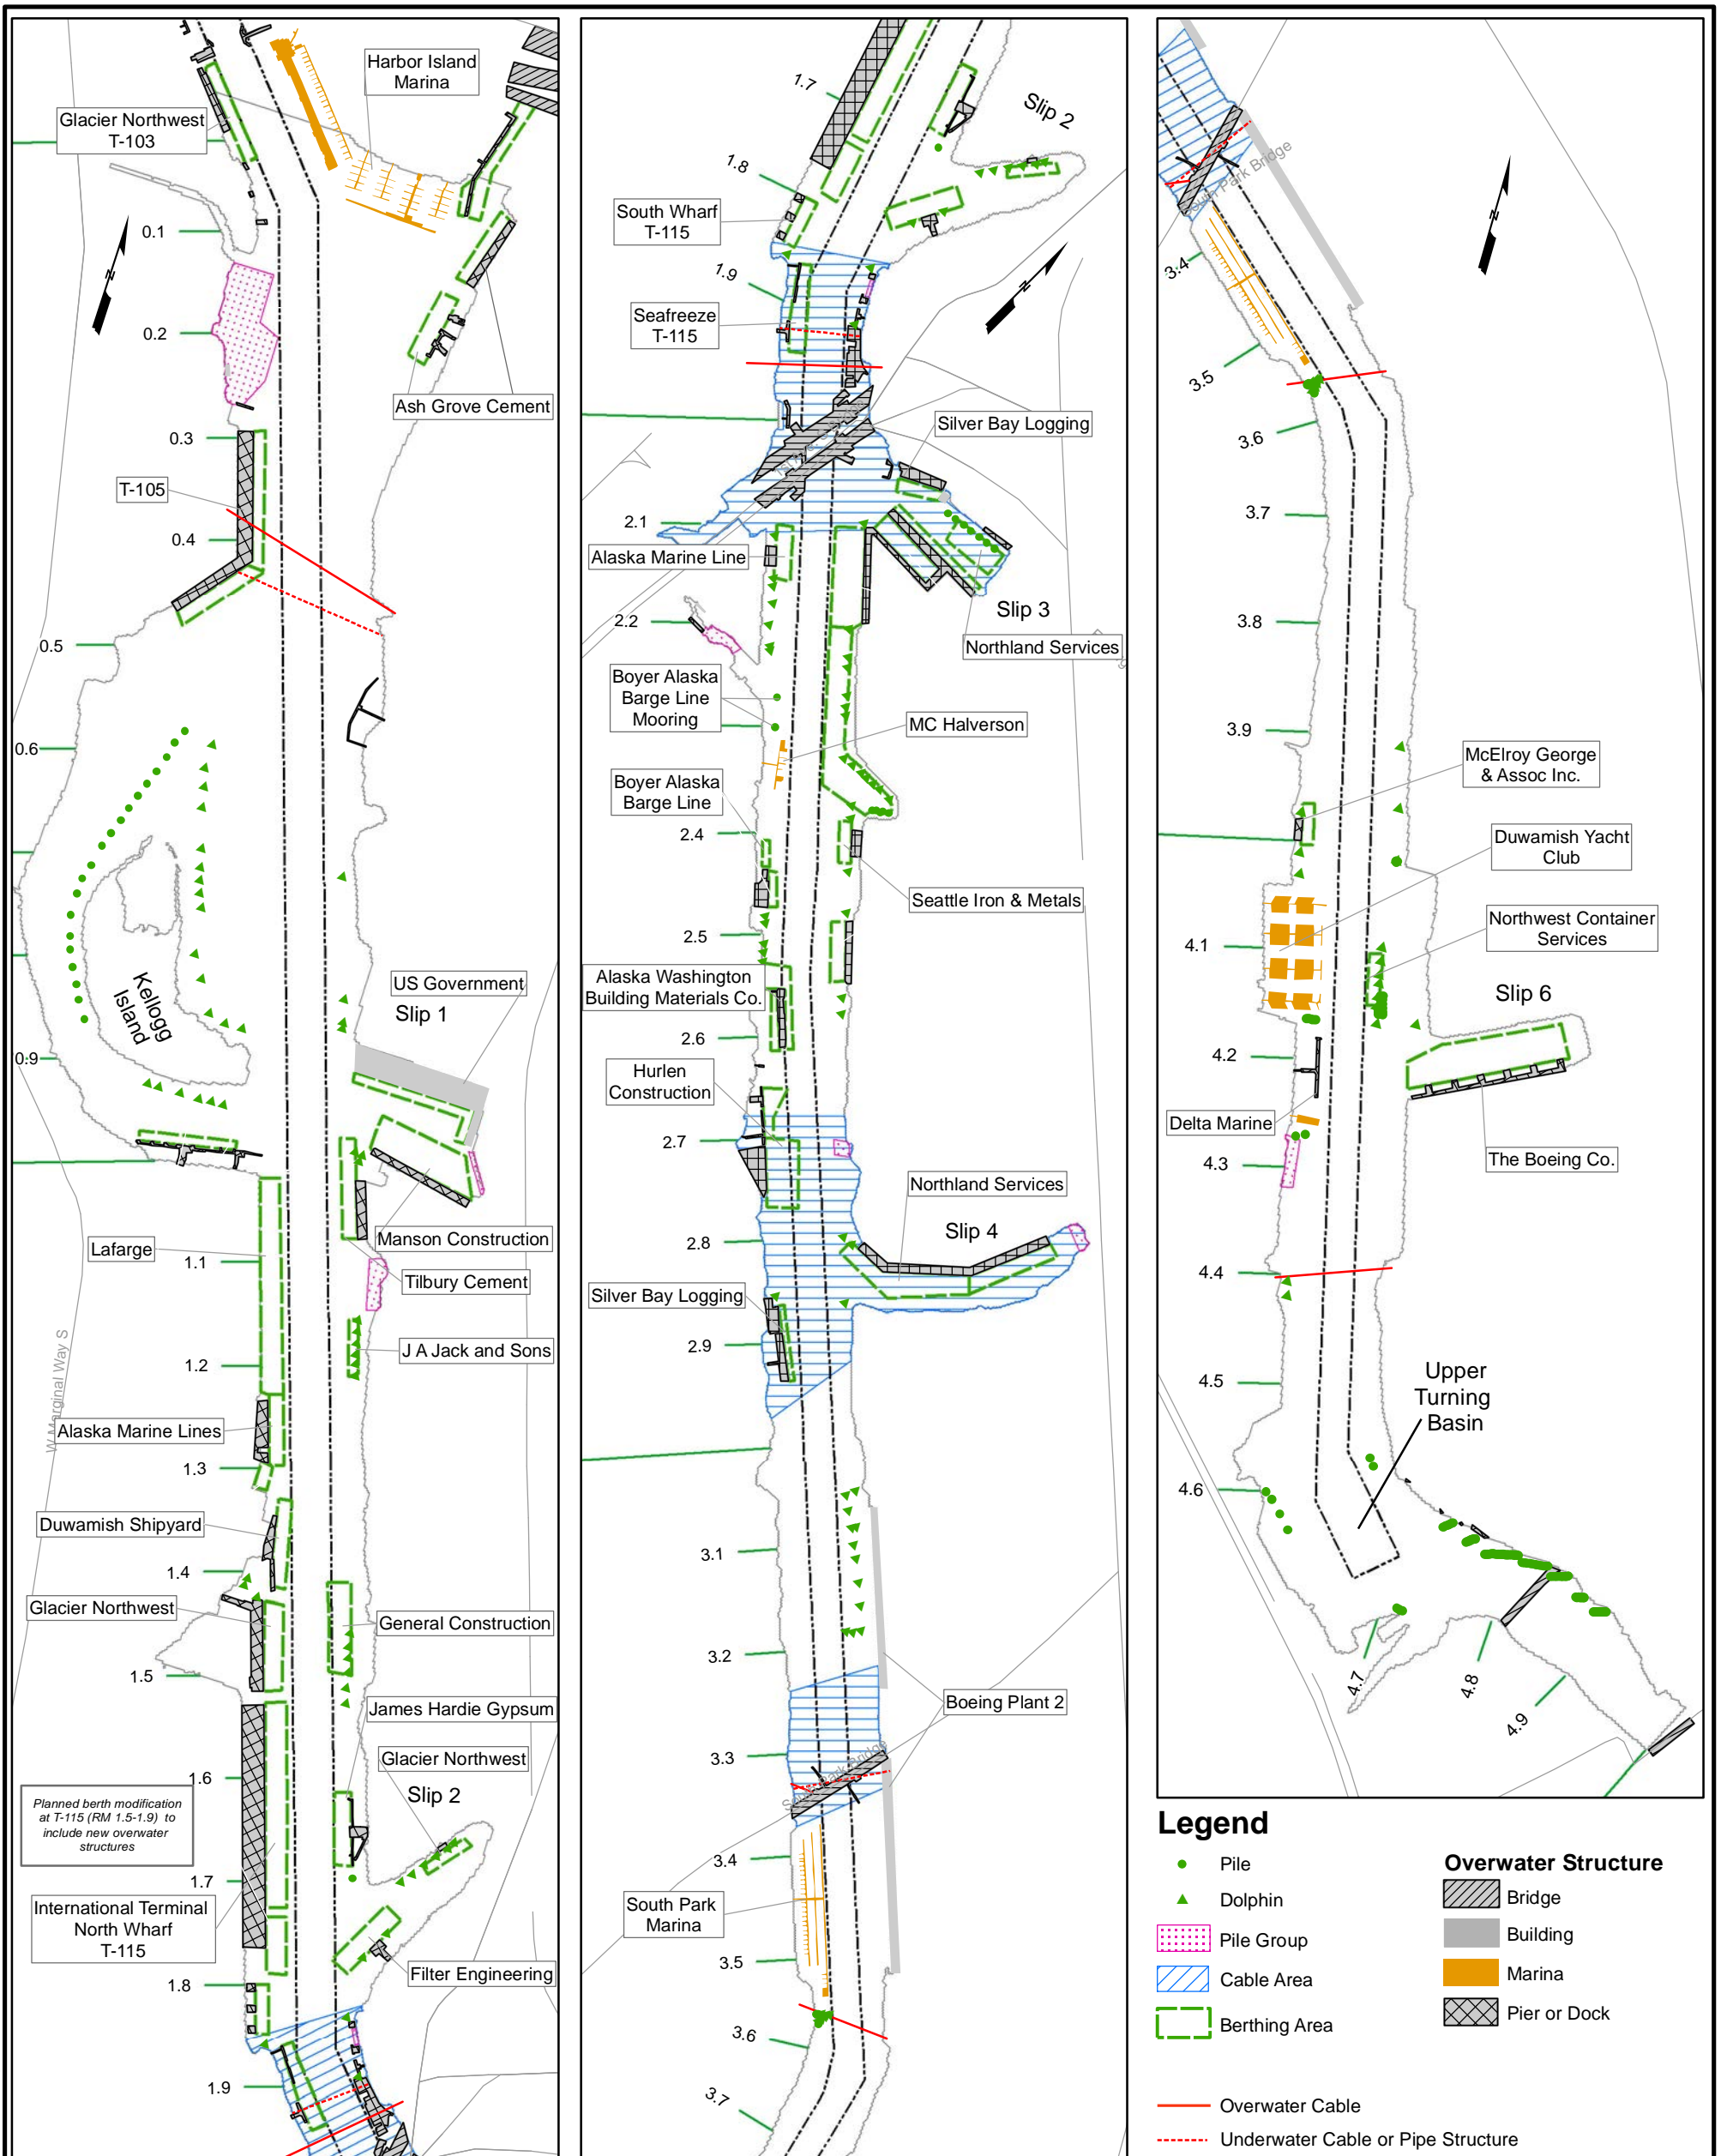 Harbor Island
Marina
Glacier Northwest
T-103
0.1
N
0.2
Ash Grove Cement
0.3
T-105
0.4
0.5
0.6
Kellogg
Island
US Government
Slip 1
0.9
Manson Construction
Lafarge
1.1
Tilbury Cement
J A Jack and Sons
1.2
W Marginal Way S
Alaska Marine Lines
1.3
Duwamish Shipyard
1.4
Glacier Northwest
General Construction
1.5
James Hardie Gypsum
Glacier Northwest
1.6
Slip 2
Planned berth modification
at T-115 (RM 1.5-1.9) to
include new overwater
structures
1.7
International Terminal
North Wharf
T-115
Filter Engineering
1.8
1.9
1.7
Slip 2
1.8
South Wharf
T-115
N
1.9
Seafreeze
T-115
Silver Bay Logging
2.1
Alaska Marine Line
Slip 3
2.2
Northland Services
Boyer Alaska
Barge Line
Mooring
MC Halverson
Boyer Alaska
Barge Line
2.4
Seattle Iron & Metals
2.5
Alaska Washington
Building Materials Co.
2.6
Hurlen
Construction
2.7
Northland Services
Slip 4
2.8
Silver Bay Logging
2.9
3.1
3.2
Boeing Plant 2
3.3
South Park Bridge
3.4
South Park
Marina
3.5
3.6
3.7
South Park Bridge
N
3.4
3.5
3.6
3.7
3.8
3.9
McElroy George
& Assoc Inc.
Duwamish Yacht
Club
4.1
Northwest Container
Services
Slip 6
4.2
Delta Marine
4.3
The Boeing Co.
4.4
4.5
Upper
Turning
Basin
4.6
4.7
4.8
4.9
Legend
Pile
Dolphin
Pile Group
Cable Area
Berthing Area
Overwater Structure
Bridge
Building
Marina
Pier or Dock
Overwater Cable
Underwater Cable or Pipe Structure